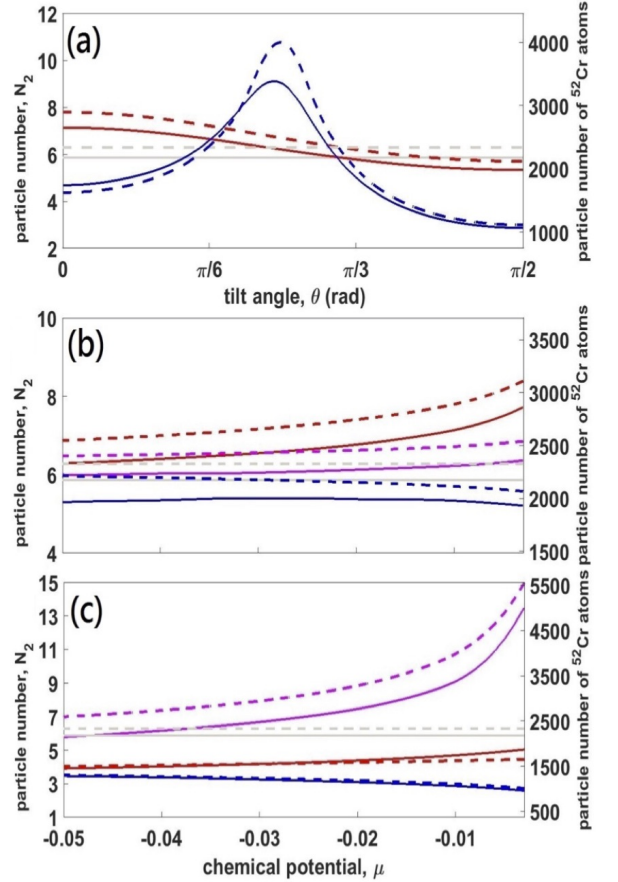 (a)
12
10
8
6
4
2
particle number, N₂
4000
3000
2000
1000
particle number of ⁵²Cr atoms
0
π/6
π/3
π/2
tilt angle, θ (rad)
(b)
10
8
6
4
particle number, N₂
3500
3000
2500
2000
1500
particle number of ⁵²Cr atoms
(c)
15
13
11
9
7
5
3
1
particle number, N₂
5500
4500
3500
2500
1500
500
particle number of ⁵²Cr atoms
-0.05
-0.04
-0.03
-0.02
-0.01
chemical potential, μ